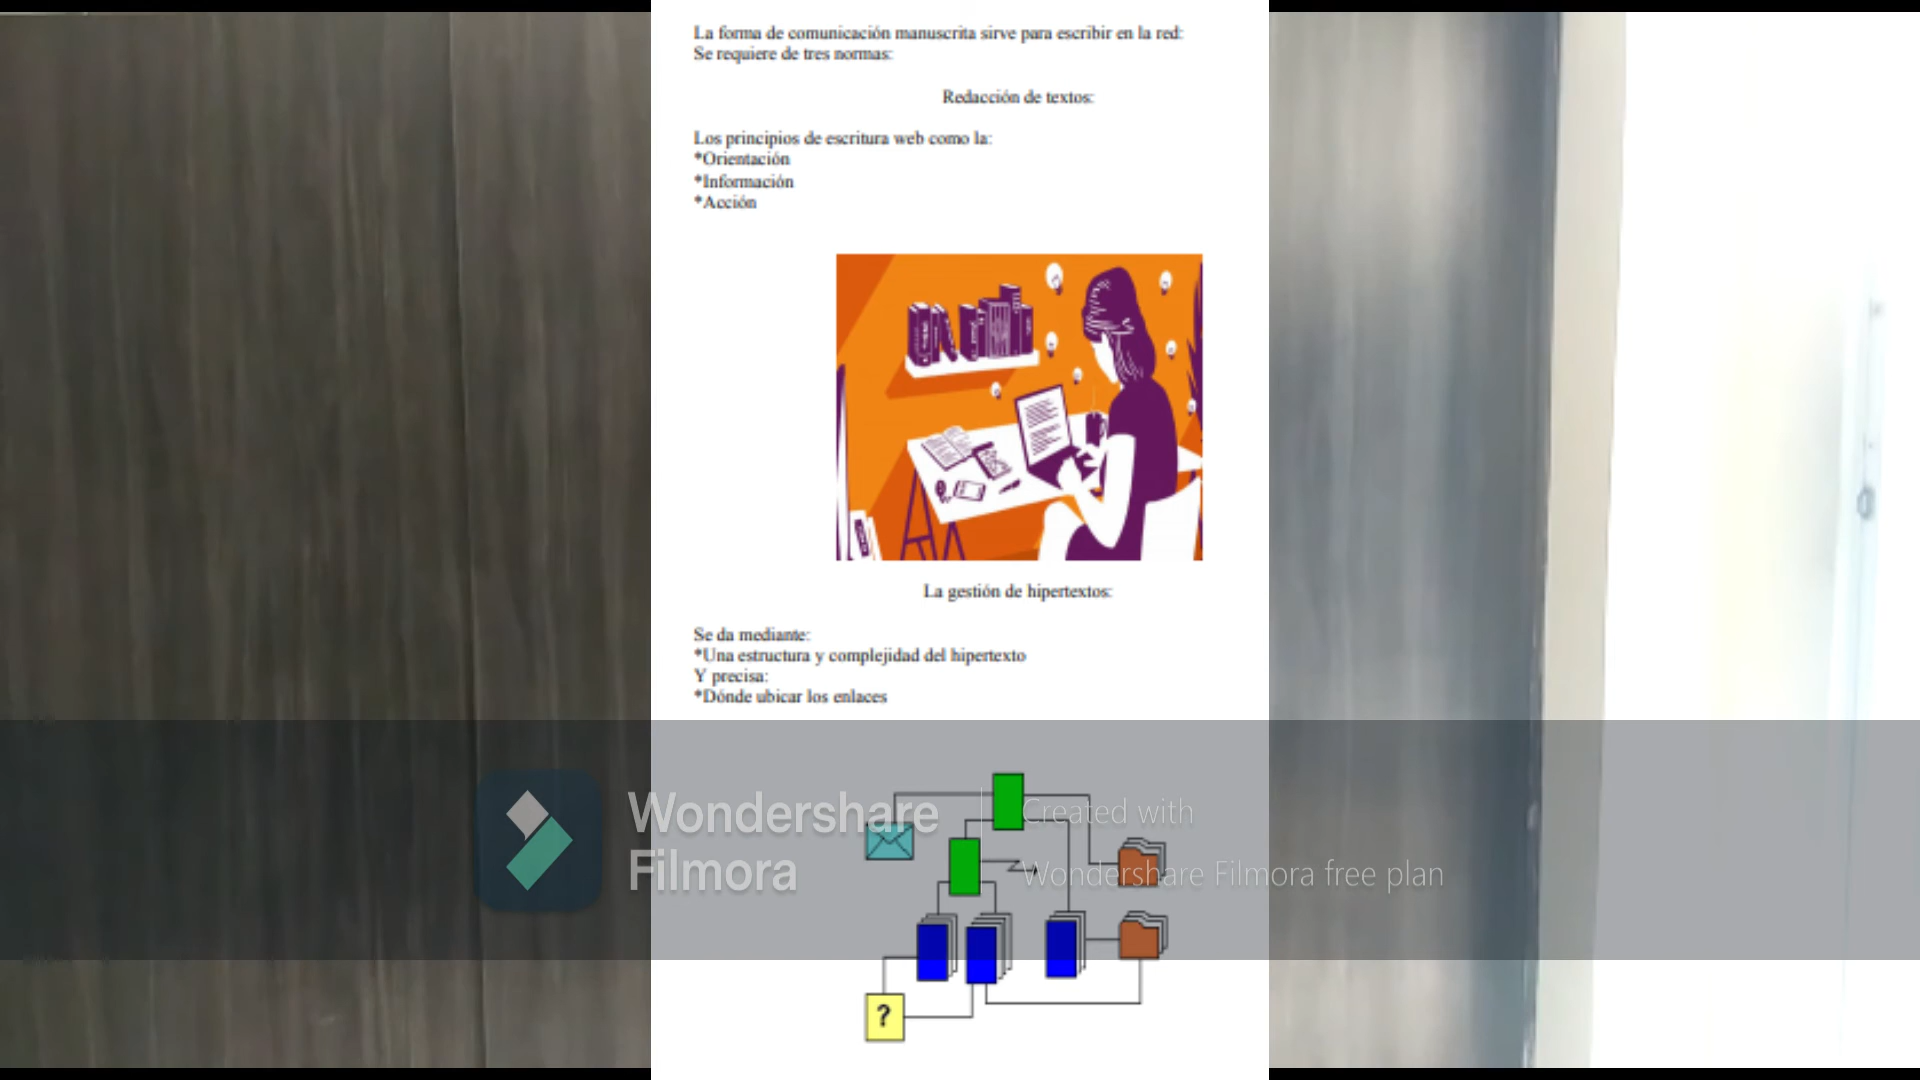 La forma de comunicación manuscrita sirve para escribir en la red:
Se requiere de tres normas:
Redacción de textos:
Los principios de escritura web como la:
*Orientación
*Información
*Acción
La gestión de hipertextos:
Se da mediante:
*Una estructura y complejidad del hipertexto
Y precisa:
*Dónde ubicar los enlaces
Wondershare
Filmora
Created with
Wondershare Filmora free plan
?